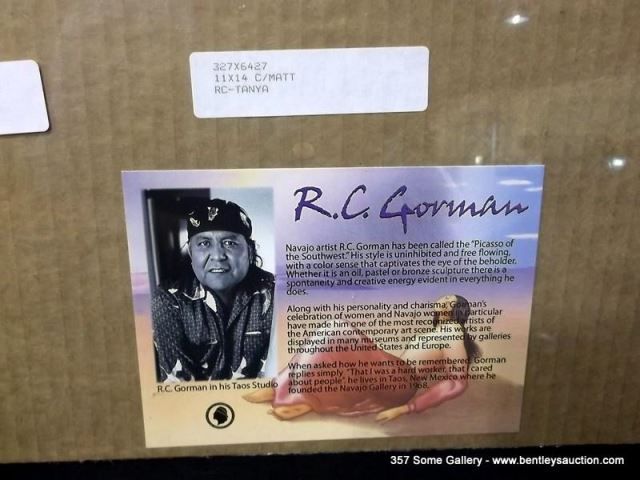 327X6427
11X14 C/MATT
RC-TANYA
R.C. Gorman
Navajo artist R.C. Gorman has been called the "Picasso of
the Southwest." His style is uninhibited and free flowing,
with a color sense that captivates the eye of the beholder.
Whether it is an oil, pastel or bronze sculpture there is a
spontaneity and creative energy evident in everything he
does.
Along with his personality and charisma, Gorman's
celebration of women and Navajo women in particular
have made him one of the most recognized artists of
the American contemporary art scene. His works are
displayed in many museums and represented by galleries
throughout the United States and Europe.
When asked how he wants to be remembered, Gorman
replies simply "That I was a hard worker, that I cared
about people", he lives in Taos, New Mexico where he
founded the Navajo Gallery in 1968.
R.C. Gorman in his Taos Studio
357 Some Gallery - www.bentleysauction.com